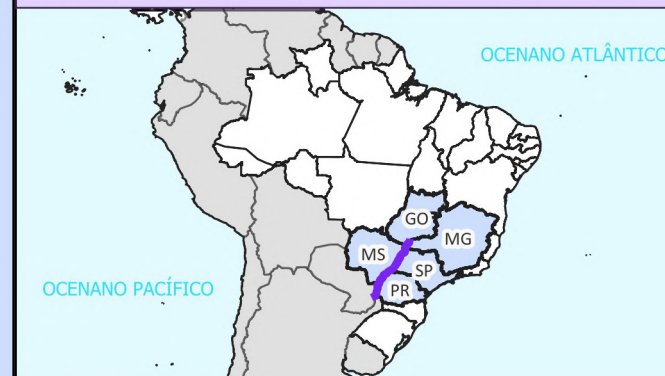 OCENANO ATLÂNTICO
GO
MG
MS
SP
OCENANO PACÍFICO
PR